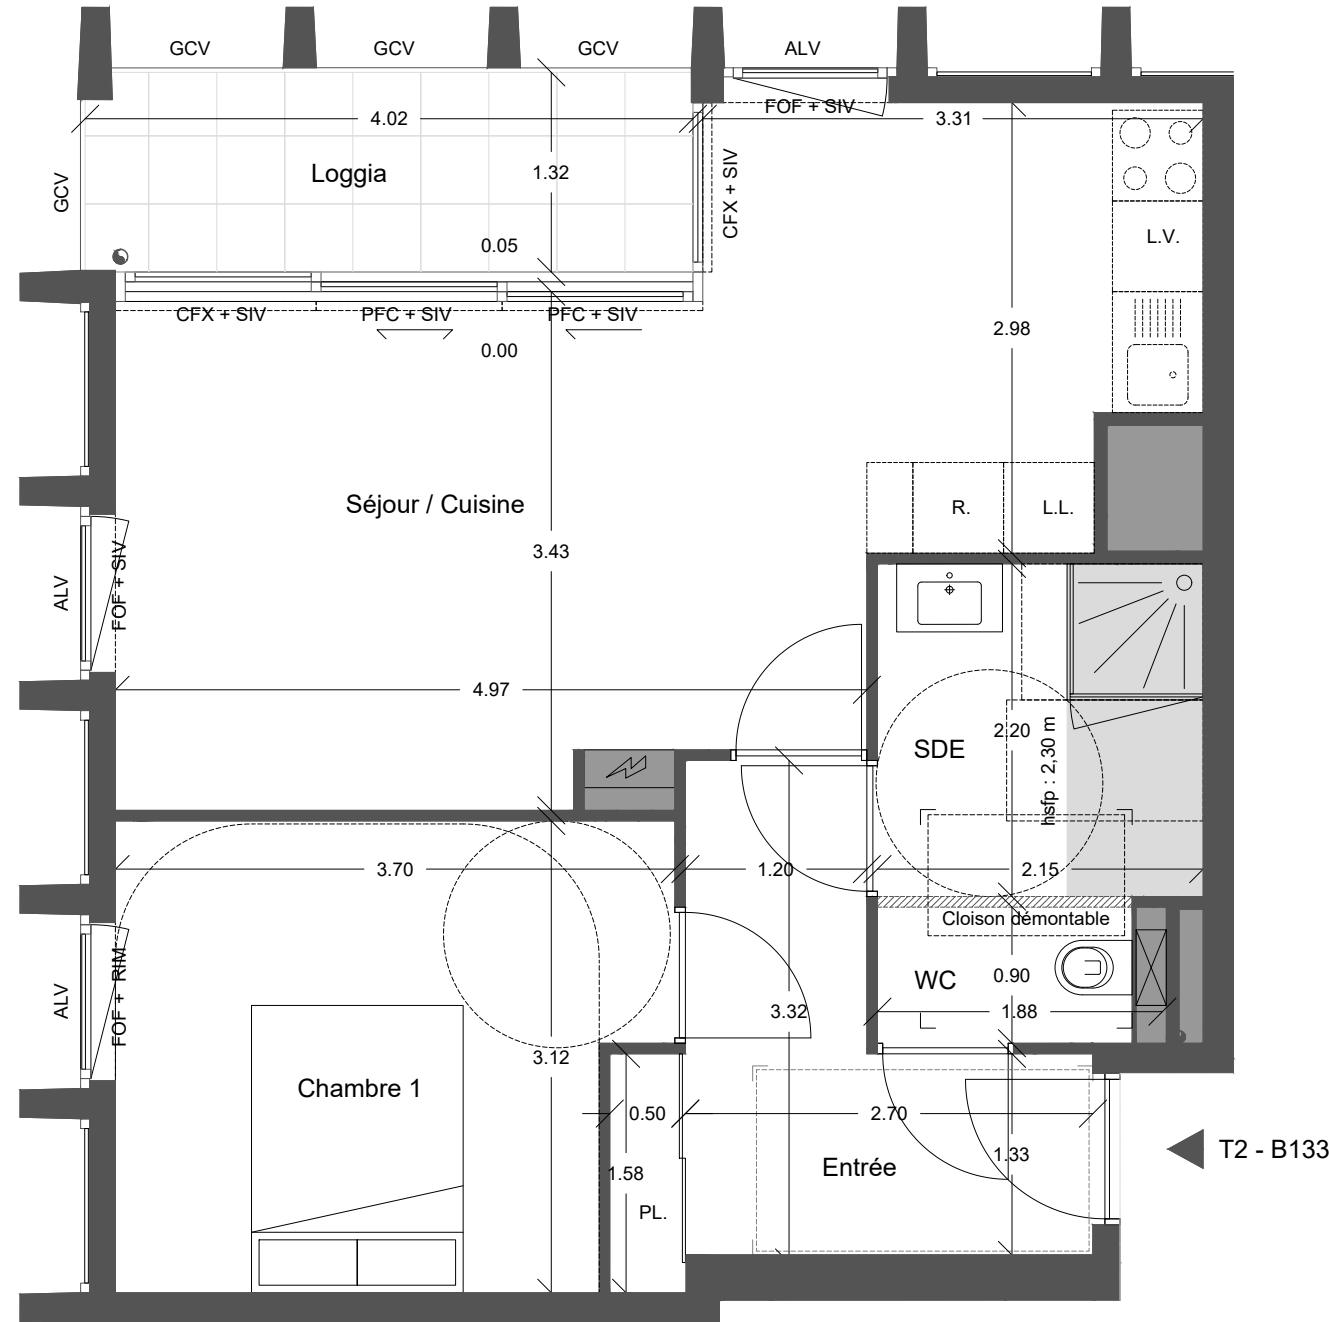 GCV
GCV
GCV
ALV
FOF + SIV
4.02
3.31
Loggia
1.32
GCV
CFX + SIV
L.V.
0.05
CFX + SIV
PFC + SIV
PFC + SIV
2.98
0.00
Séjour / Cuisine
R.
L.L.
3.43
ALV
FOF + SIV
4.97
SDE
2.20
hsfp : 2,30 m
3.70
1.20
2.15
Cloison démontable
WC
0.90
ALV
FOF + RIM
3.32
1.88
3.12
Chambre 1
0.50
2.70
T2 - B133
1.33
1.58
Entrée
PL.